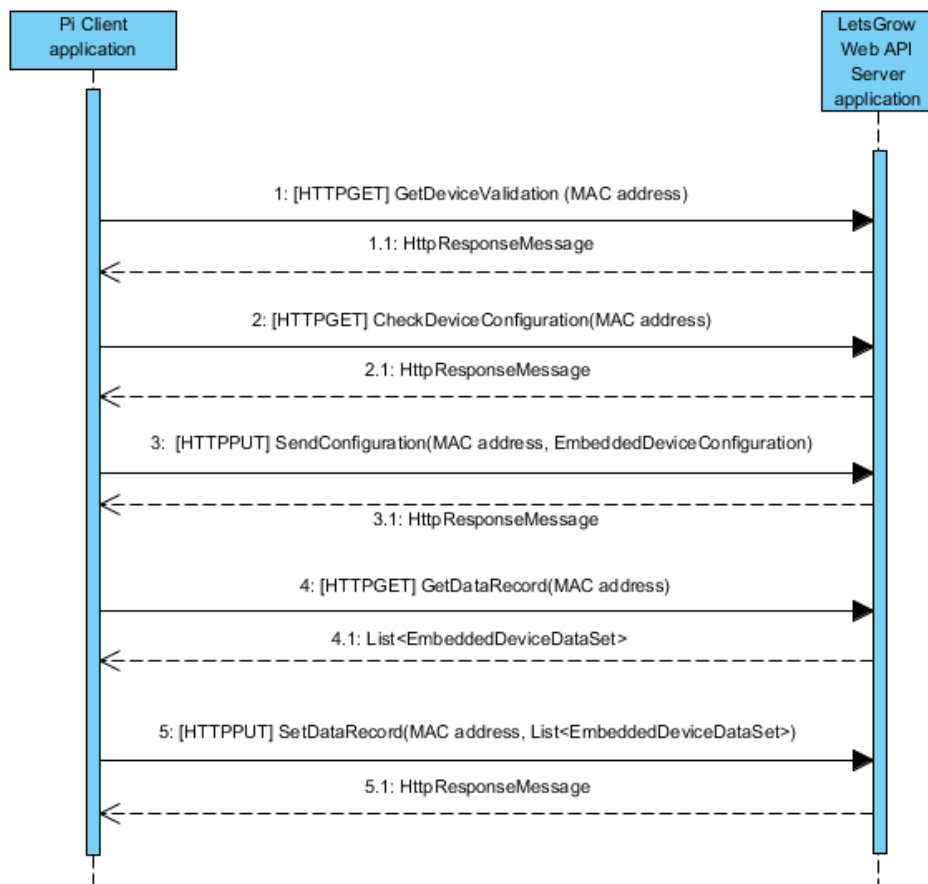 Pi Client
application
LetsGrow
Web API
Server
application
1: [HTTPGET] GetDeviceValidation (MAC address)
1.1: HttpResponseMessage
2: [HTTPGET] CheckDeviceConfiguration(MAC address)
2.1: HttpResponseMessage
3:  [HTTPPUT] SendConfiguration(MAC address, EmbeddedDeviceConfiguration)
3.1: HttpResponseMessage
4: [HTTPGET] GetDataRecord(MAC address)
4.1: List<EmbeddedDeviceDataSet>
5: [HTTPPUT] SetDataRecord(MAC address, List<EmbeddedDeviceDataSet>)
5.1: HttpResponseMessage